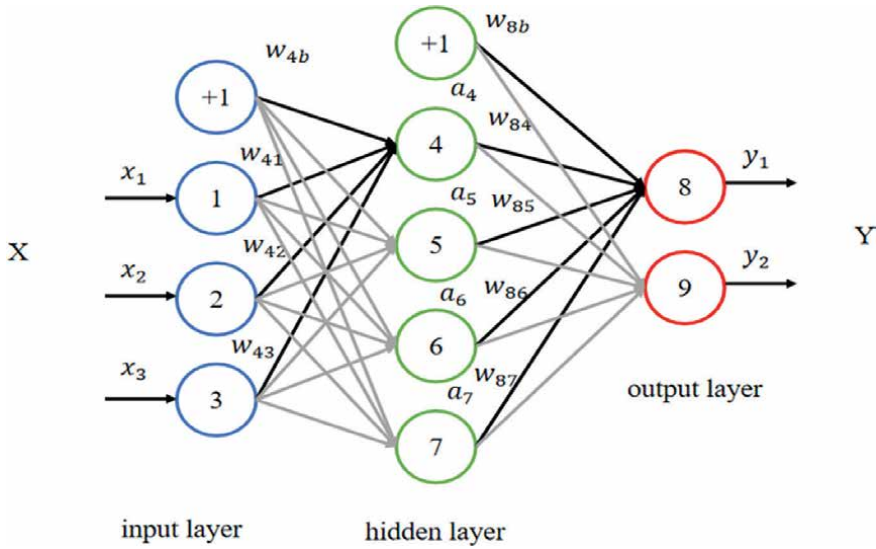 w8b
w4b
+1
a4
+1
w84
w41
4
x1
y1
1
a5
8
w85
X
w42
5
Y
x2
a6
w86
y2
2
9
w43
6
x3
w87
a7
output layer
3
7
input layer
hidden layer